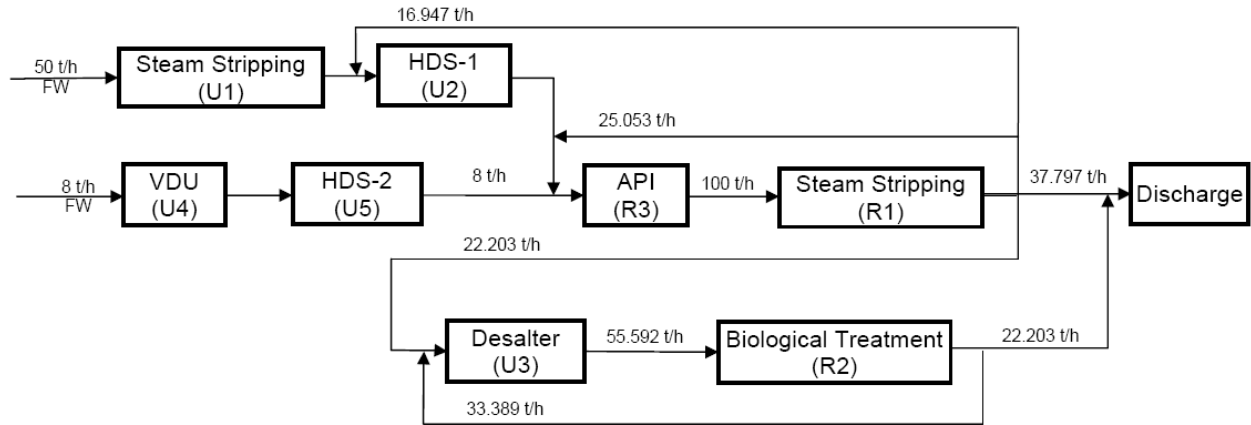 16.947 t/h
50 t/h
FW
Steam Stripping
(U1)
HDS-1
(U2)
25.053 t/h
8 t/h
FW
VDU
(U4)
HDS-2
(U5)
8 t/h
API
(R3)
100 t/h
Steam Stripping
(R1)
37.797 t/h
Discharge
22.203 t/h
Desalter
(U3)
55.592 t/h
Biological Treatment
(R2)
22.203 t/h
33.389 t/h